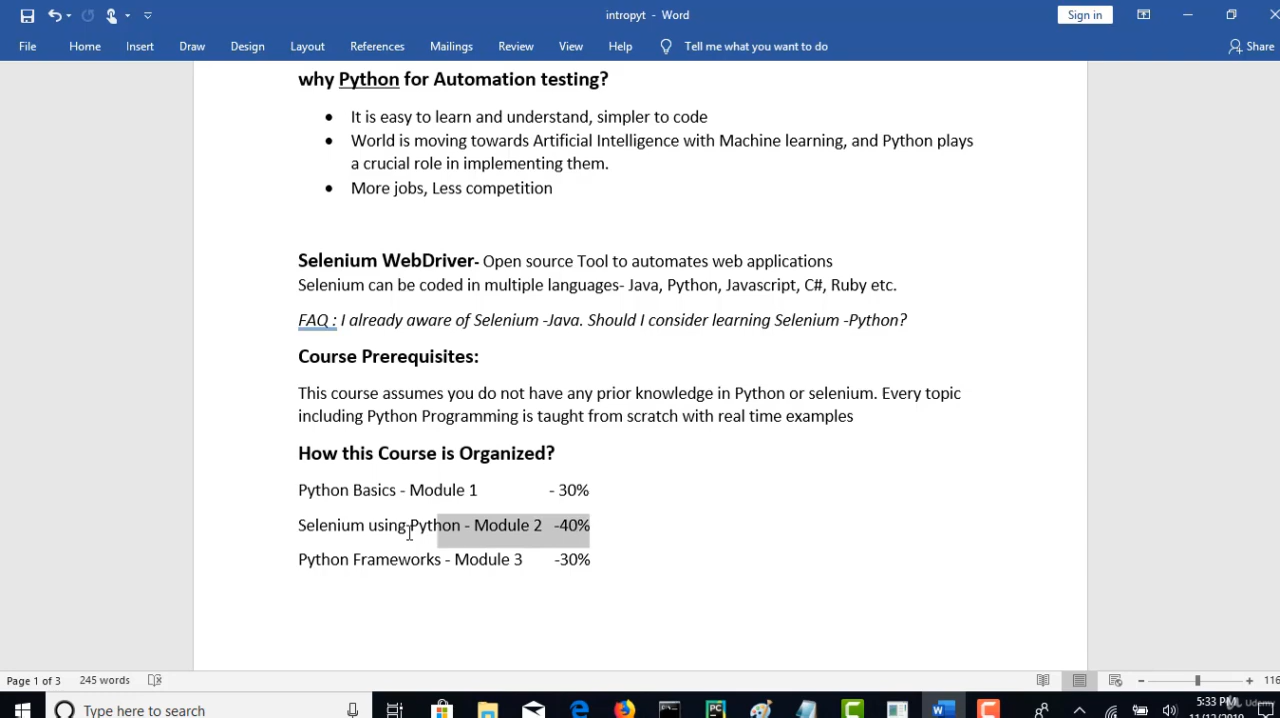 intropyt - Word
Sign in
File Home Insert Draw Design Layout References Mailings Review View Help Tell me what you want to do Share
why Python for Automation testing?
• It is easy to learn and understand, simpler to code
• World is moving towards Artificial Intelligence with Machine learning, and Python plays
a crucial role in implementing them.
• More jobs, Less competition
Selenium WebDriver- Open source Tool to automates web applications
Selenium can be coded in multiple languages- Java, Python, Javascript, C#, Ruby etc.
FAQ : I already aware of Selenium -Java. Should I consider learning Selenium -Python?
Course Prerequisites:
This course assumes you do not have any prior knowledge in Python or selenium. Every topic
including Python Programming is taught from scratch with real time examples
How this Course is Organized?
Python Basics - Module 1 - 30%
Selenium using Python - Module 2 -40%
Python Frameworks - Module 3 -30%
Page 1 of 3 245 words
116
Type here to search
PC
5:33 PM
Udemy